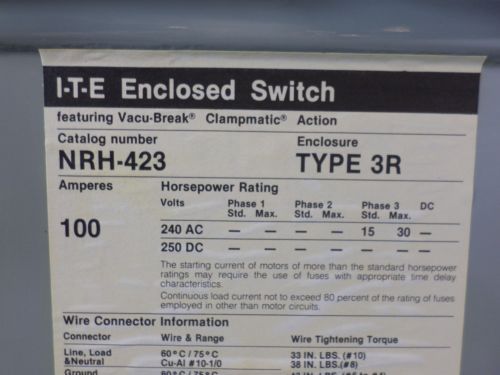 I-T-E Enclosed Switch
featuring Vacu-Break® Clampmatic® Action
Catalog number Enclosure
NRH-423 TYPE 3R
Amperes Horsepower Rating
Volts Phase 1 Phase 2 Phase 3 DC
Std. Max. Std. Max. Std. Max.
100
240 AC — — — — 15 30 —
250 DC — — — — — — —
The starting current of motors of more than the standard horsepower
ratings may require the use of fuses with appropriate time delay
characteristics.
Continuous load current not to exceed 80 percent of the rating of fuses
employed in other than motor circuits.
Wire Connector Information
Connector Wire & Range Wire Tightening Torque
Line, Load 60°C / 75°C 33 IN. LBS. (#10)
&Neutral Cu-Al #10-1/0 38 IN. LBS. (#8)
Ground 60°C / 75°C